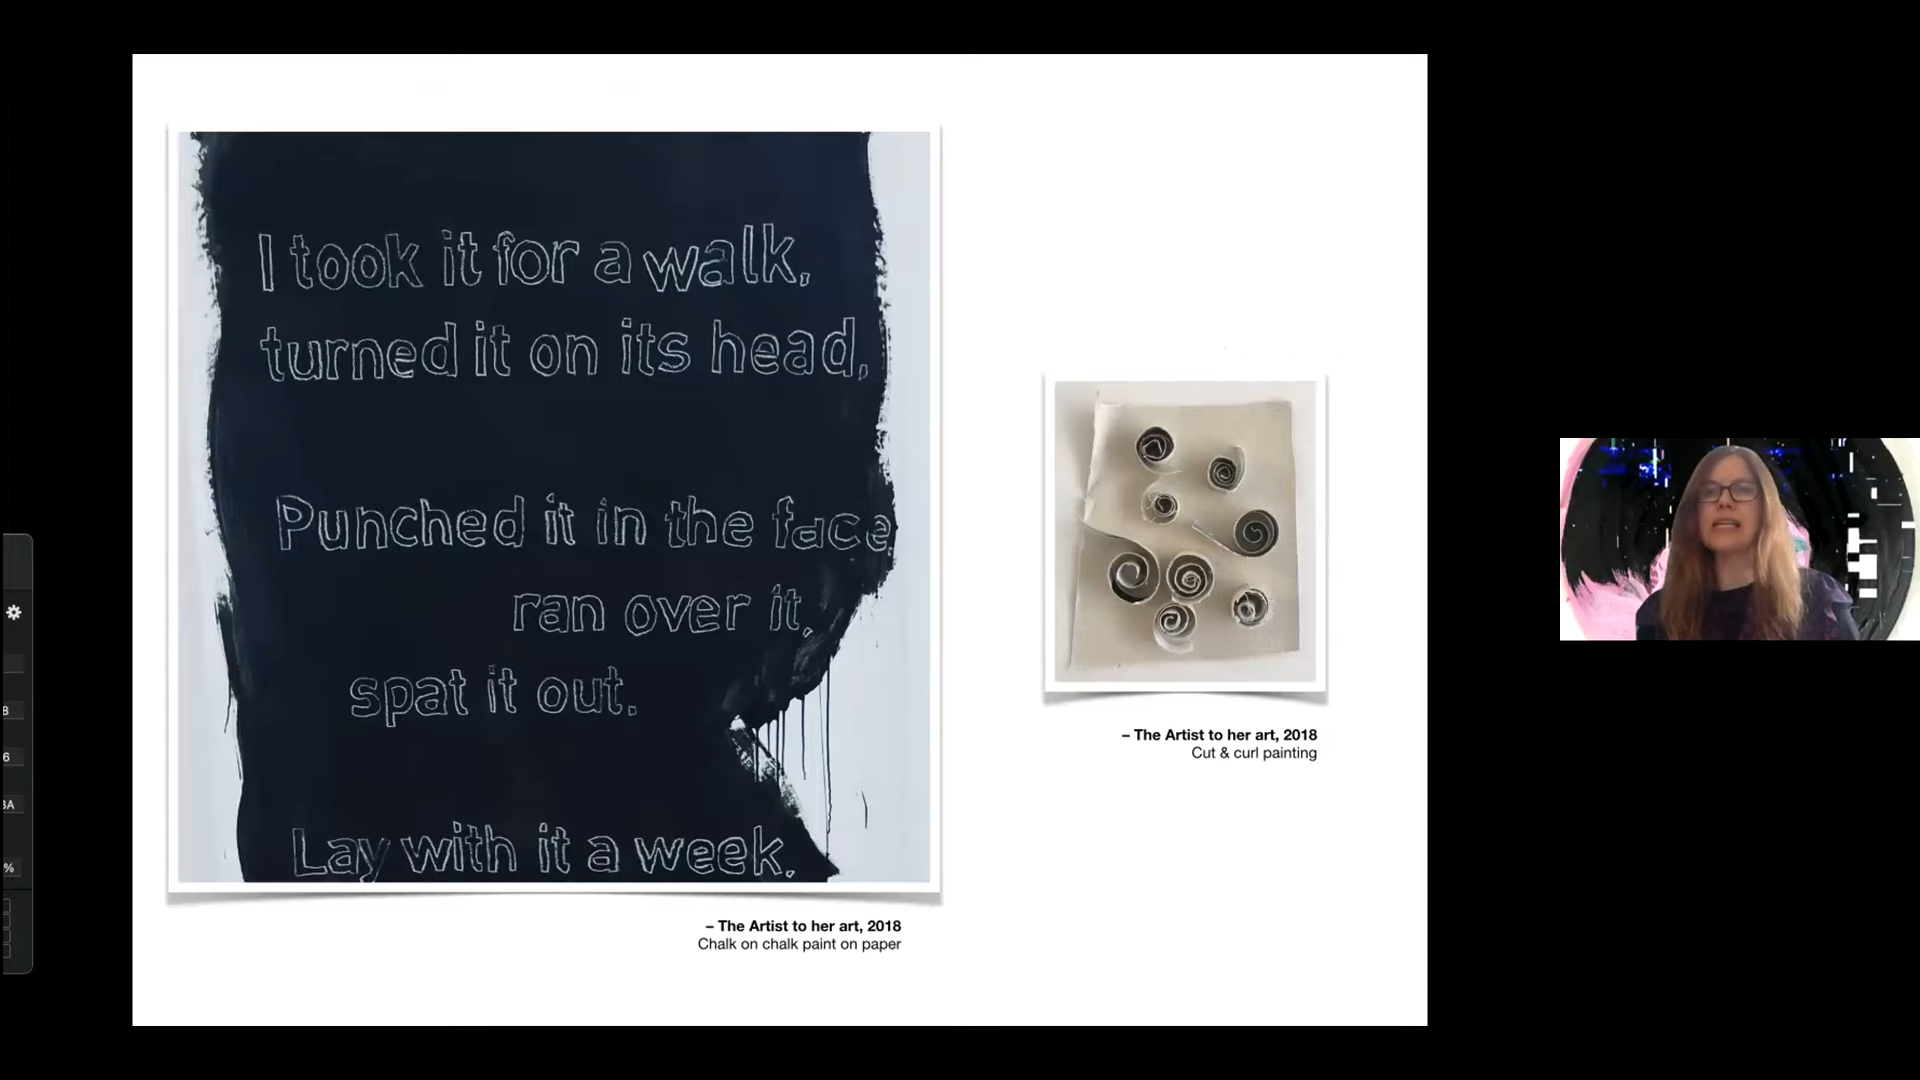 I took it for a walk,
turned it on its head,
Punched it in the face,
ran over it,
spat it out.
Lay with it a week.
– The Artist to her art, 2018
Chalk on chalk paint on paper
– The Artist to her art, 2018
Cut & curl painting
B
6
BA
%